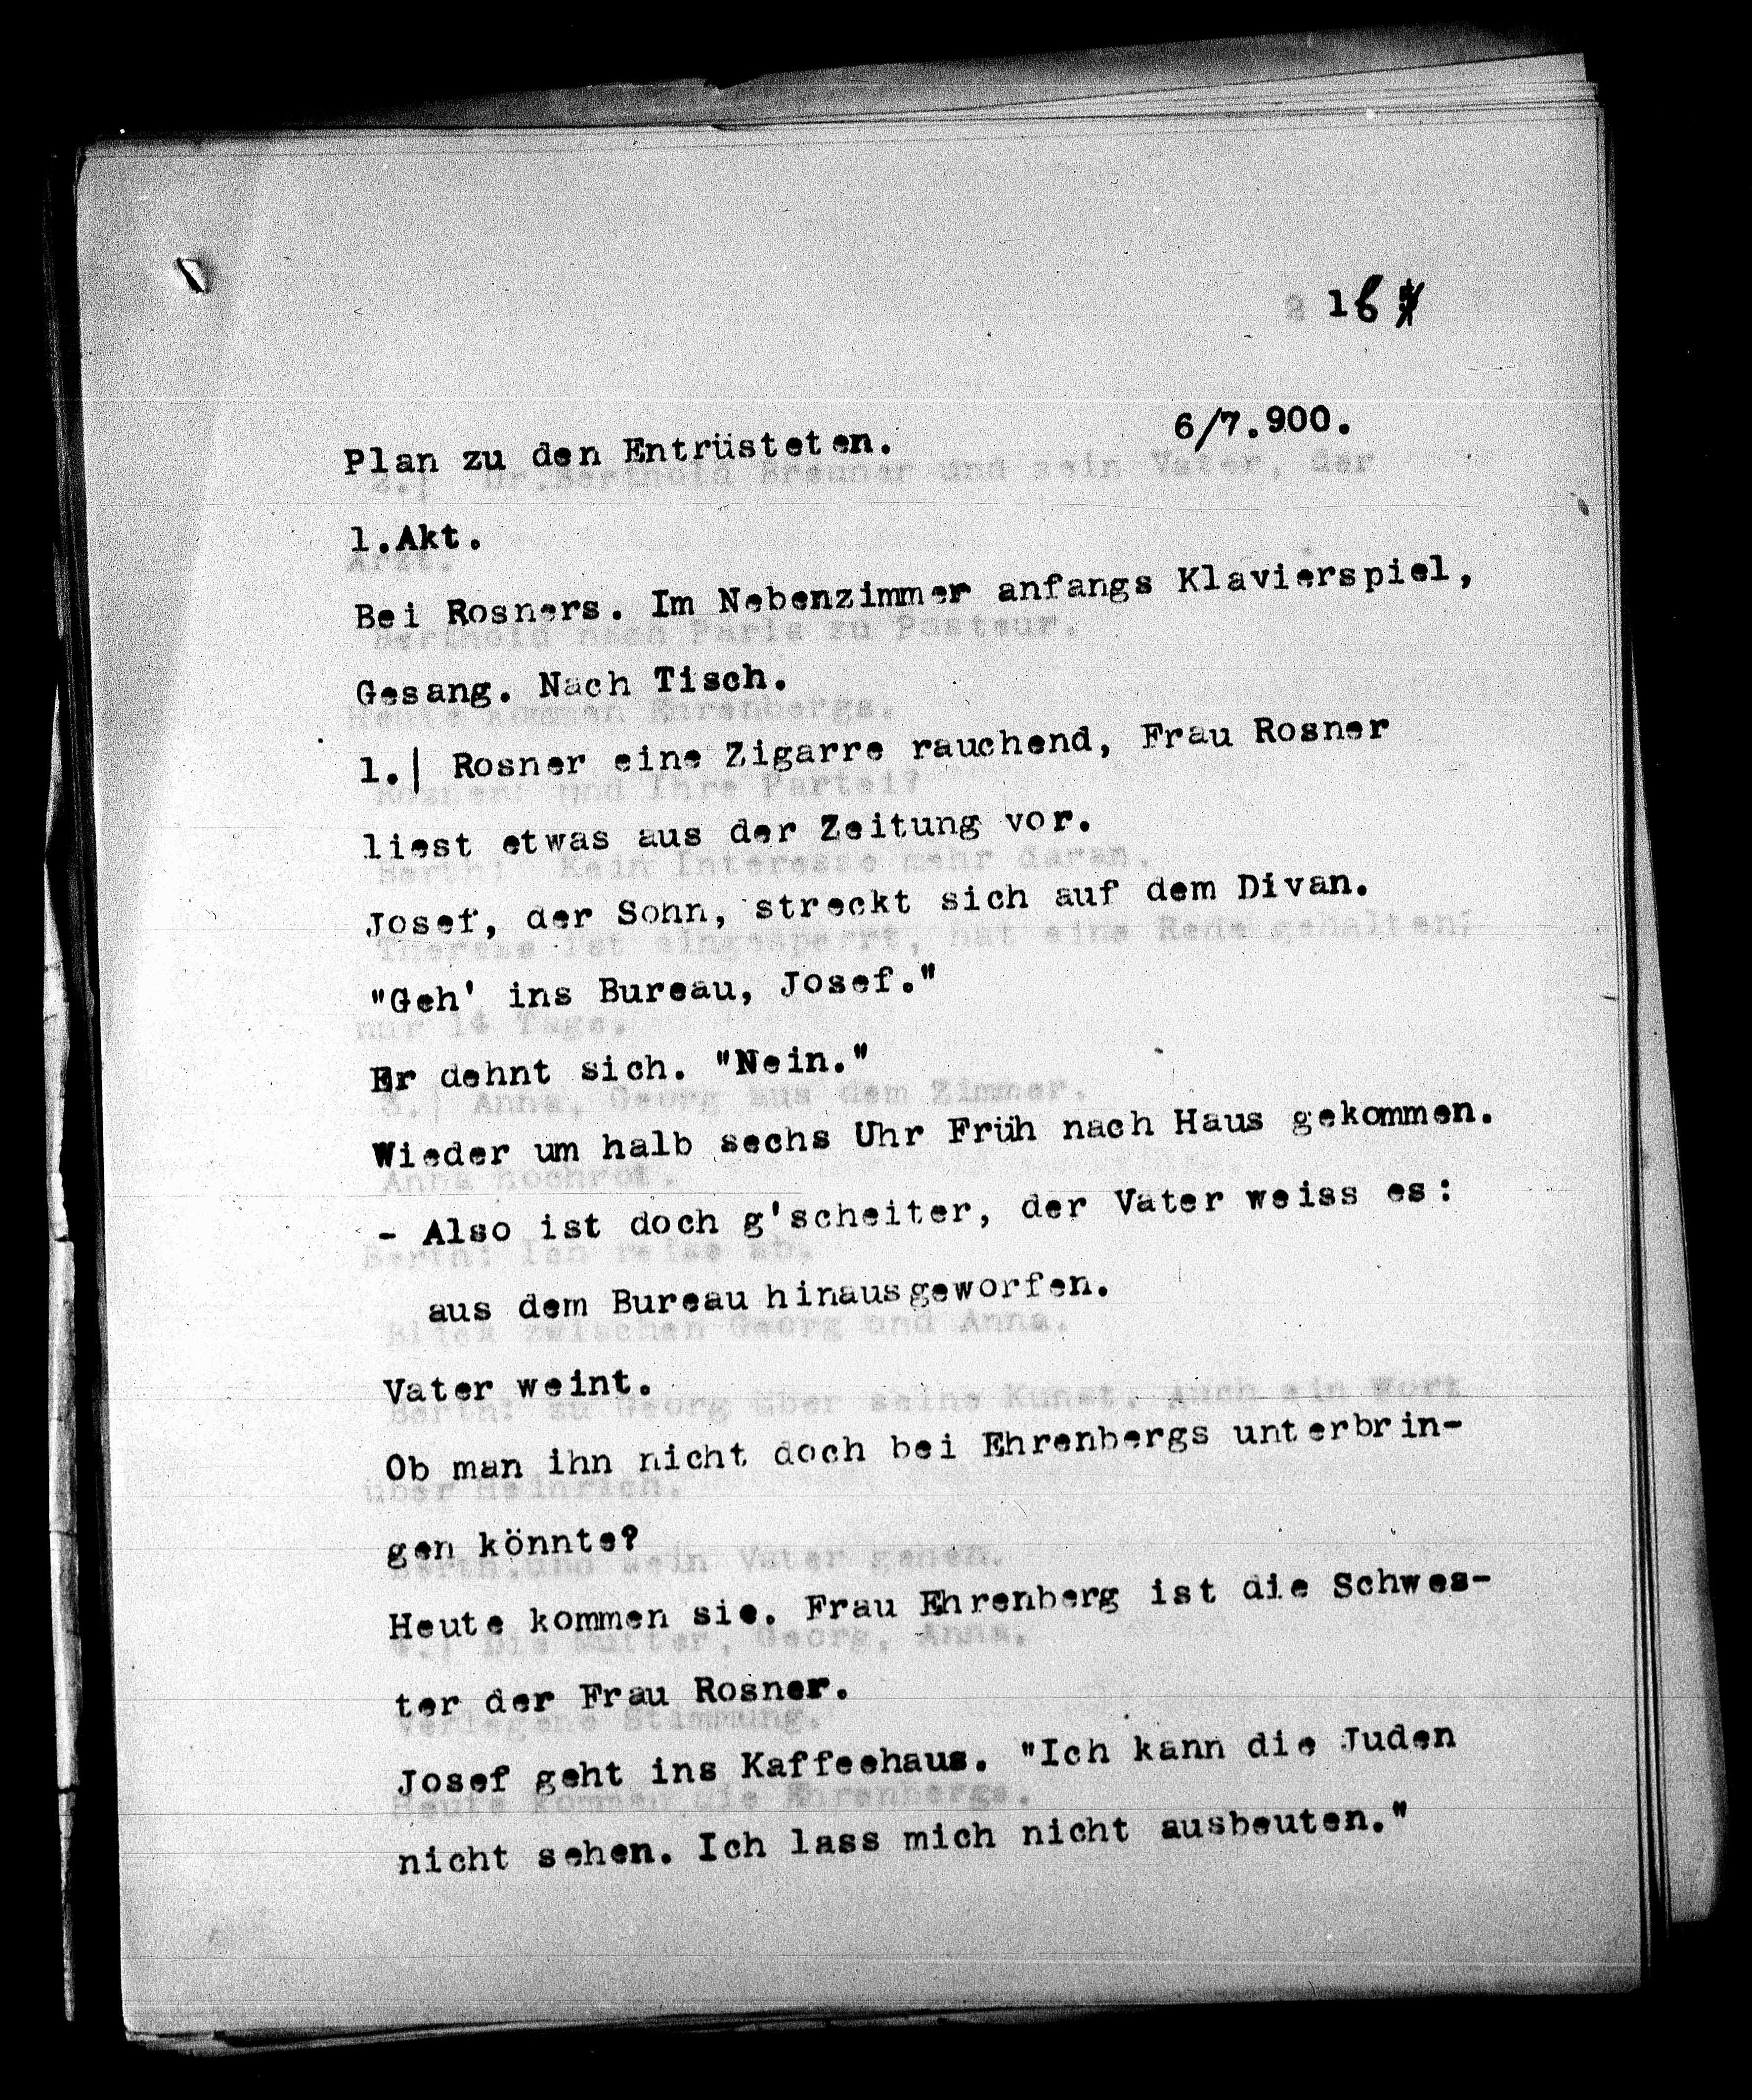 16
6/7.900.
Plan zu den Entrüsteten.
1.Akt.
Bei Rosners. Im Nebenzimmer anfangs Klavierspiel,
Gesang. Nach Tisch.
1.| Rosner eine Zigarre rauchend, Frau Rosner
liest etwas aus der Zeitung vor.
Josef, der Sohn, streckt sich auf dem Divan.
"Geh' ins Bureau, Josef."
Er dehnt sich. "Nein."
Wieder um halb sechs Uhr Früh nach Haus gekommen.
- Also ist doch g'scheiter, der Vater weiss es:
aus dem Bureau hinausgeworfen.
Vater weint.
Ob man ihn nicht doch bei Ehrenbergs unterbrin-
gen könnte?
Heute kommen sie. Frau Ehrenberg ist die Schwes-
ter der Frau Rosner.
Josef geht ins Kaffeehaus. "Ich kann die Juden
nicht sehen. Ich lass mich nicht ausbeuten."